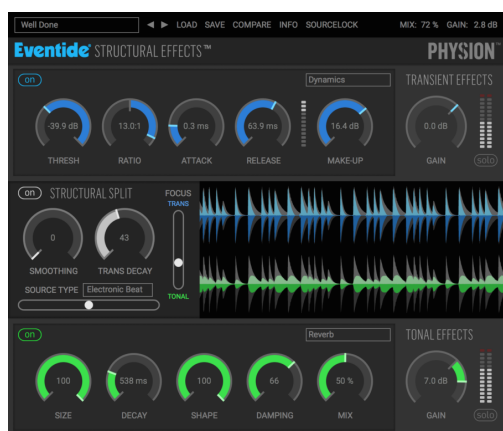 Well Done ◀ ▶ LOAD SAVE COMPARE INFO SOURCELOCK MIX: 72 % GAIN: 2.8 dB
Eventide® STRUCTURAL EFFECTS™ PHYSION™
on Dynamics TRANSIENT EFFECTS
-39.9 dB 13.0:1 0.3 ms 63.9 ms 16.4 dB 0.0 dB
THRESH RATIO ATTACK RELEASE MAKE-UP GAIN solo
on STRUCTURAL SPLIT FOCUS
TRANS
0 43
SMOOTHING TRANS DECAY
SOURCE TYPE Electronic Beat TONAL
on Reverb TONAL EFFECTS
100 538 ms 100 66 50 % 7.0 dB
SIZE DECAY SHAPE DAMPING MIX GAIN solo